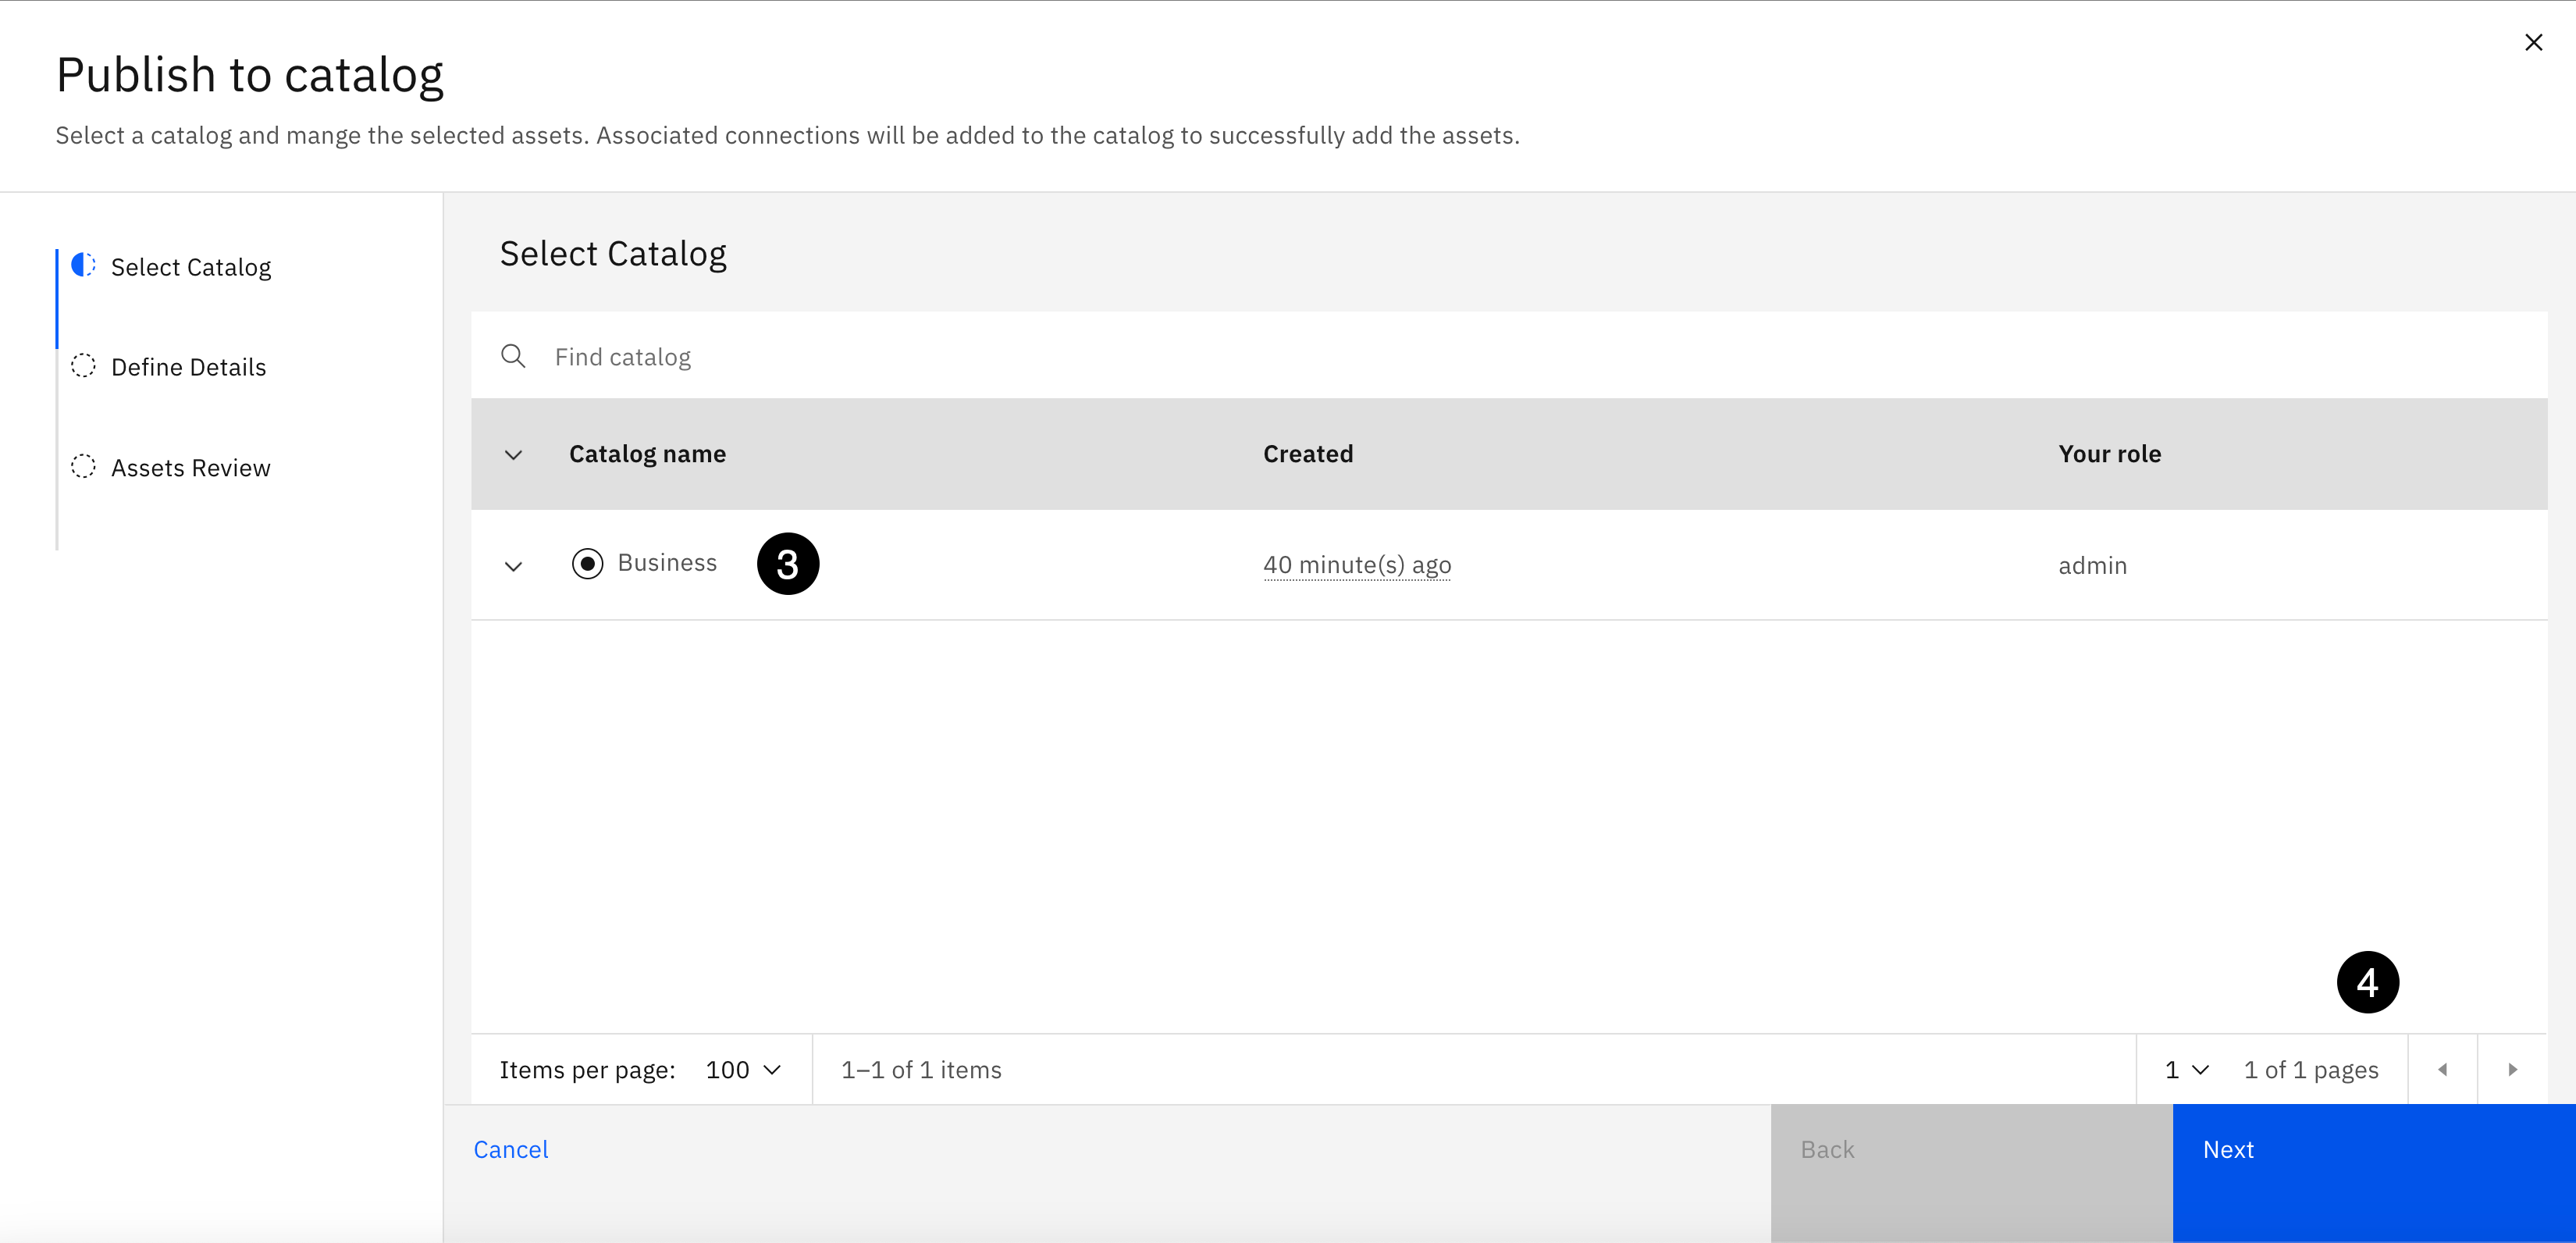 Publish to catalog
Select a catalog and mange the selected assets. Associated connections will be added to the catalog to successfully add the assets.
Select Catalog
Define Details
Assets Review
Select Catalog
Find catalog
Catalog name Created Your role
Business 3 40 minute(s) ago admin
4
Items per page: 100 1–1 of 1 items 1 1 of 1 pages
Cancel Back Next